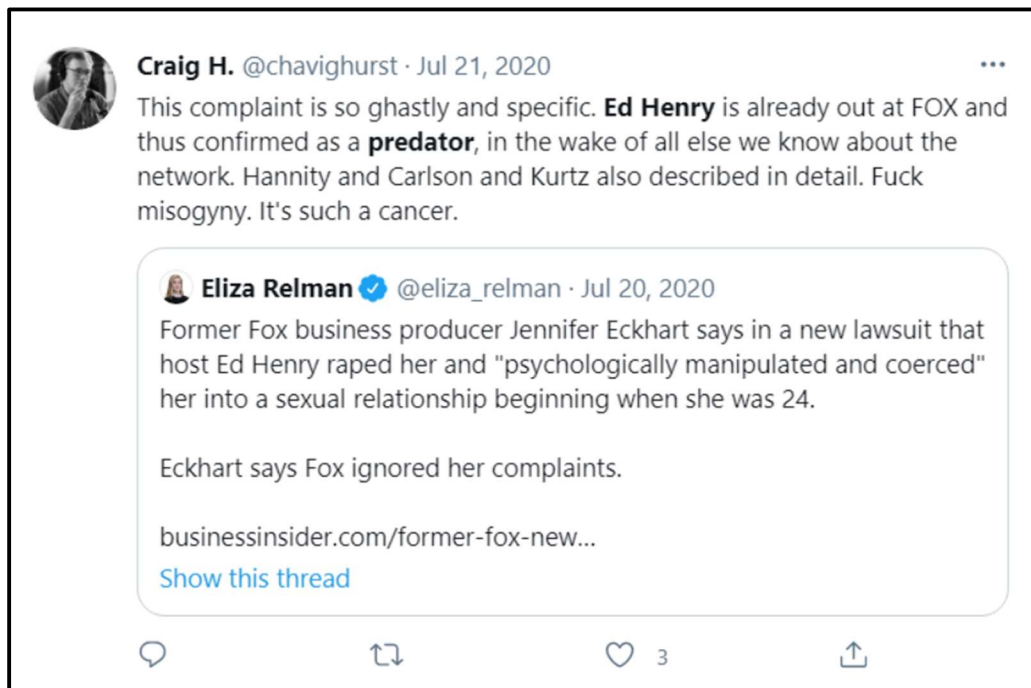 Craig H. @chavighurst · Jul 21, 2020
This complaint is so ghastly and specific. Ed Henry is already out at FOX and
thus confirmed as a predator, in the wake of all else we know about the
network. Hannity and Carlson and Kurtz also described in detail. Fuck
misogyny. It's such a cancer.
Eliza Relman @eliza_relman · Jul 20, 2020
Former Fox business producer Jennifer Eckhart says in a new lawsuit that
host Ed Henry raped her and "psychologically manipulated and coerced"
her into a sexual relationship beginning when she was 24.
Eckhart says Fox ignored her complaints.
businessinsider.com/former-fox-new...
Show this thread
3